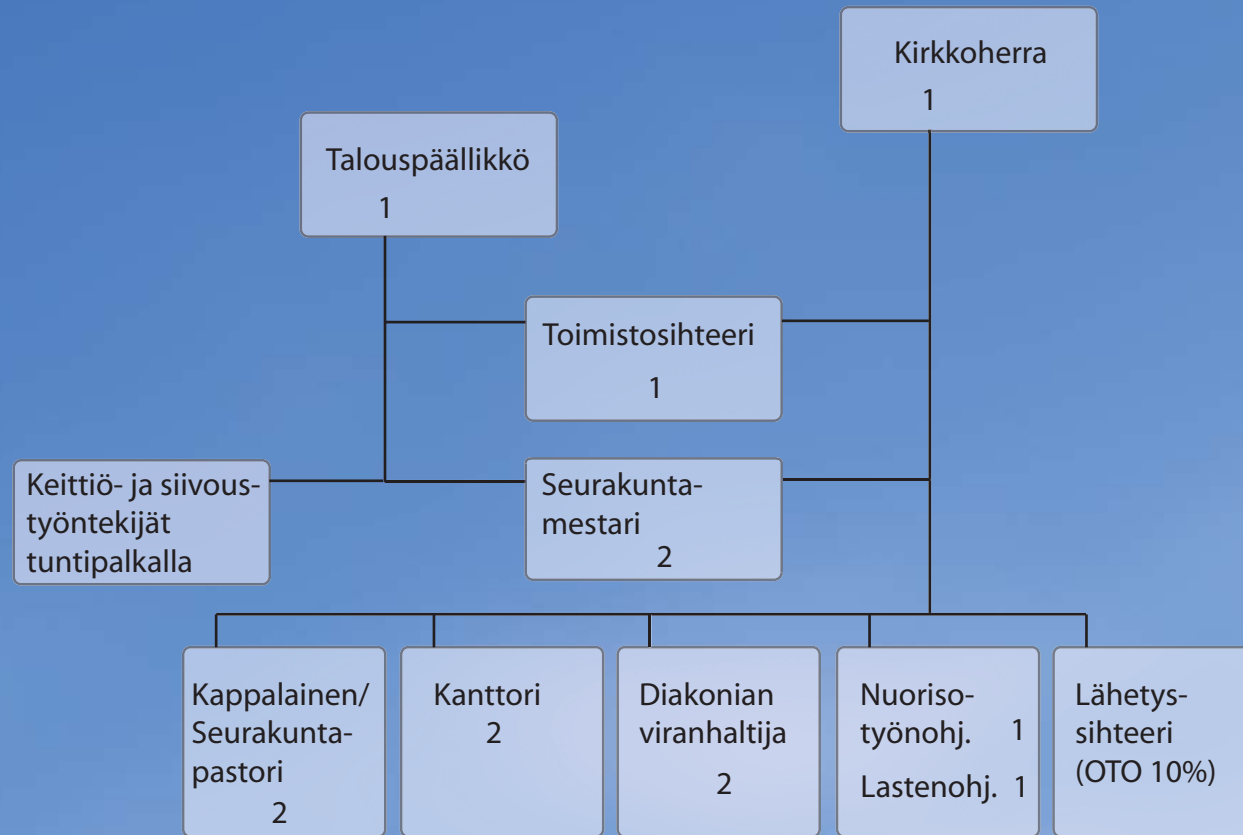 Kirkkoherra
1
Talouspäällikkö
1
Toimistosihteeri
1
Keittiö- ja siivous-
työntekijät
tuntipalkalla
Seurakunta-
mestari
2
Kappalainen/
Seurakunta-
pastori
2
Kanttori
2
Diakonian
viranhaltija
2
Nuoriso-
työnohj. 1
Lastenohj. 1
Lähetys-
sihteeri
(OTO 10%)